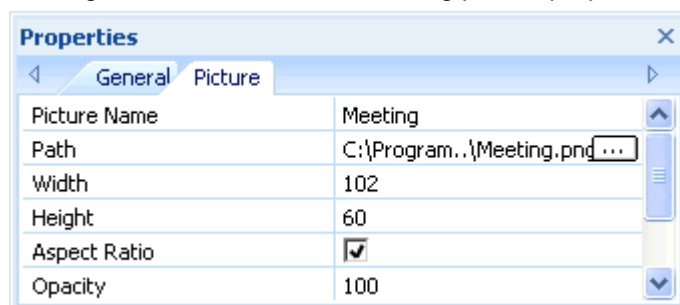 Properties
General Picture
Picture Name Meeting
Path C:\Program..\Meeting.png ...
Width 102
Height 60
Aspect Ratio
Opacity 100